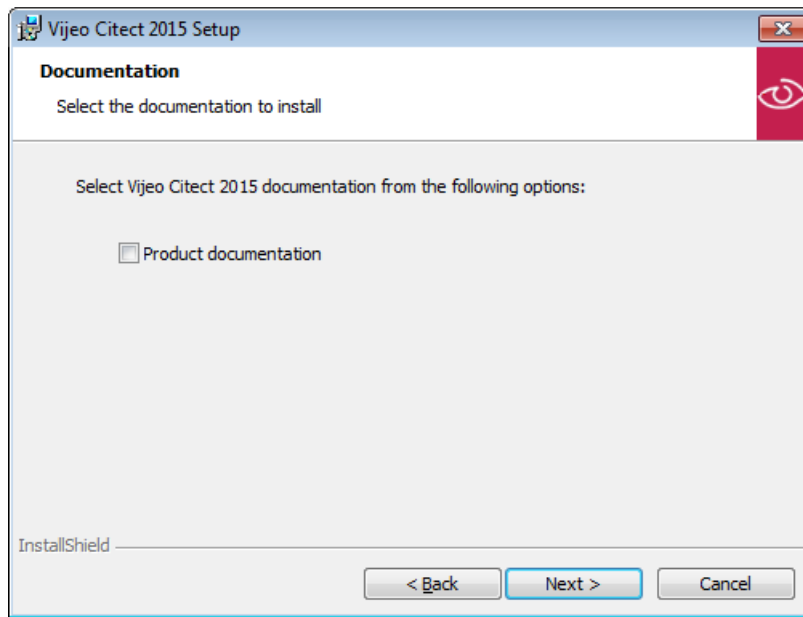 Vijeo Citect 2015 Setup
Documentation
Select the documentation to install
Select Vijeo Citect 2015 documentation from the following options:
Product documentation
InstallShield
< Back
Next >
Cancel